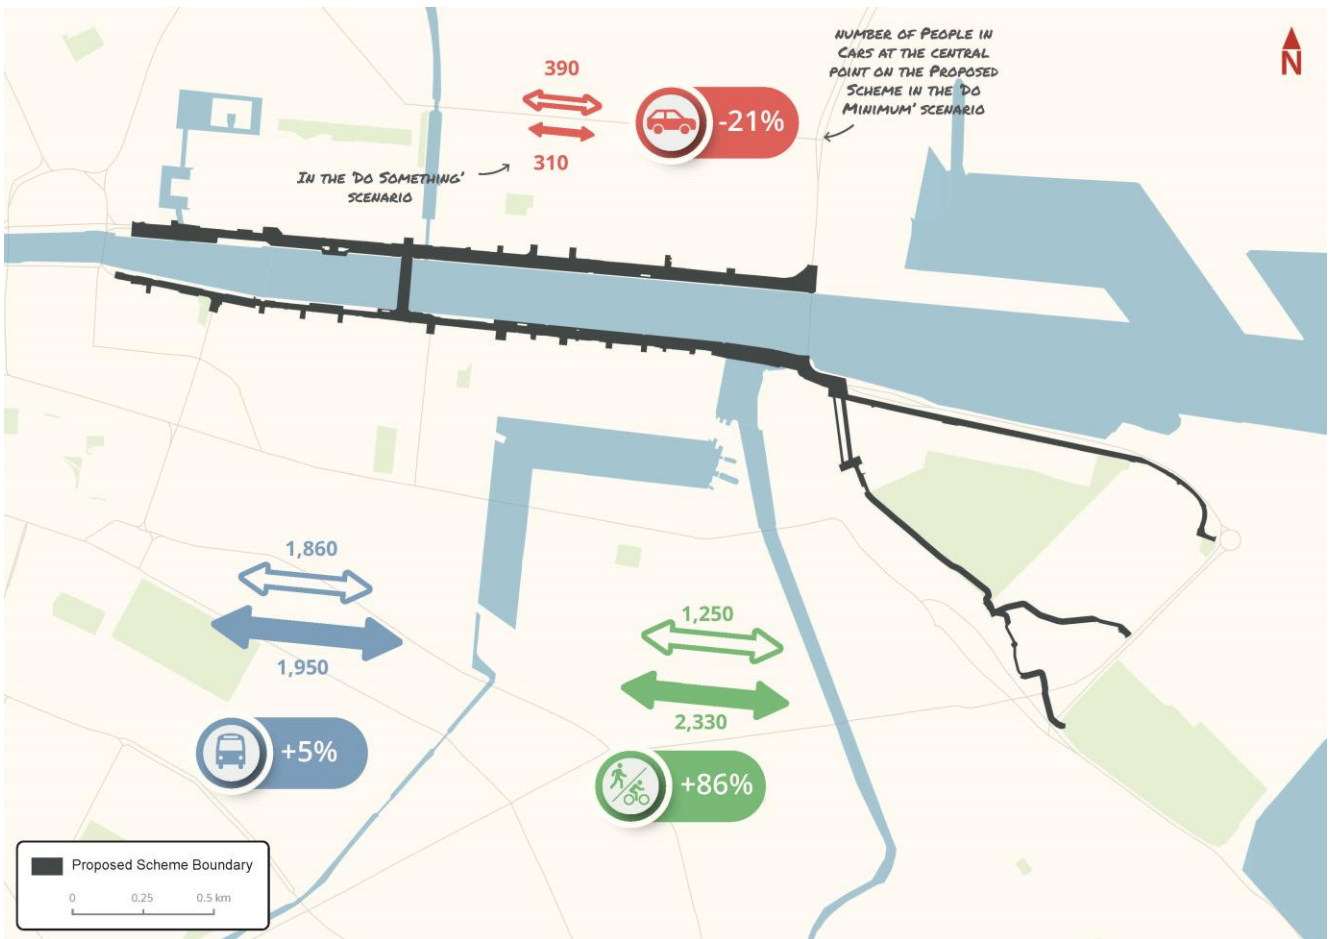 NUMBER OF PEOPLE IN
CARS AT THE CENTRAL
POINT ON THE PROPOSED
SCHEME IN THE 'DO
MINIMUM' SCENARIO
N
390
-21%
310
IN THE 'DO SOMETHING'
SCENARIO
1,860
1,950
+5%
1,250
2,330
+86%
Proposed Scheme Boundary
0 0.25 0.5 km